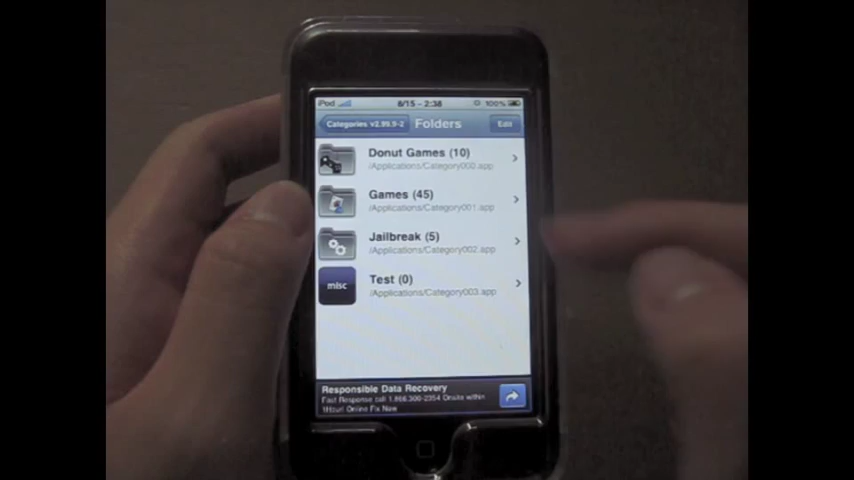 iPod 8/15 - 2:38 100%
Categories v2.99.9-2 Folders Edit
Donut Games (10)
/Applications/Category000.app
Games (45)
/Applications/Category001.app
Jailbreak (5)
/Applications/Category002.app
misc Test (0)
/Applications/Category003.app
Responsible Data Recovery
Fast Response call 1.866.300-2354 Onsite within
1Hour! Online Fix Now